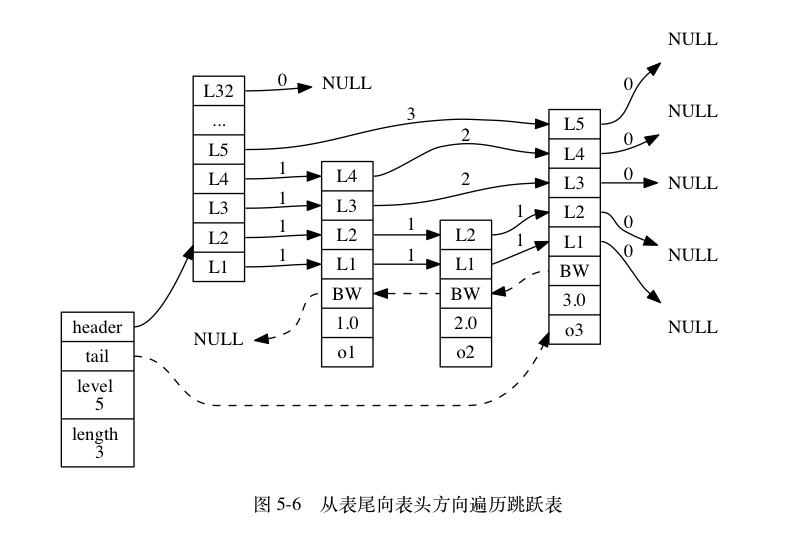 NULL
L32
0
NULL
...
L5
3
L4
1
L3
1
L2
1
L1
1
L4
2
L3
2
L2
1
L1
1
BW
1.0
o1
NULL
L2
1
L1
1
BW
2.0
o2
L5
0
L4
0
NULL
L3
0
NULL
L2
0
NULL
L1
0
NULL
BW
3.0
o3
header
tail
level
5
length
3
图 5-6 从表尾向表头方向遍历跳跃表